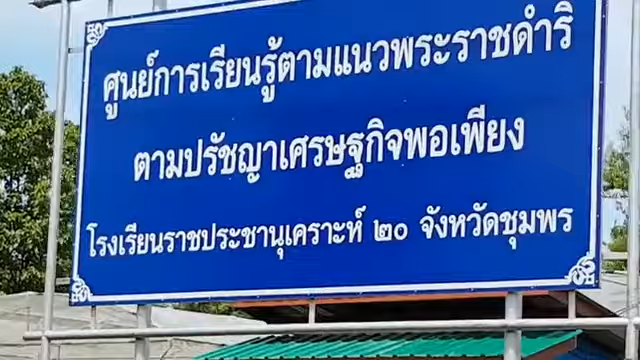 ศูนย์การเรียนรู้ตามแนวพระราชดำริ
ตามปรัชญาเศรษฐกิจพอเพียง
โรงเรียนราชประชานุเคราะห์ ๒๐ จังหวัดชุมพร